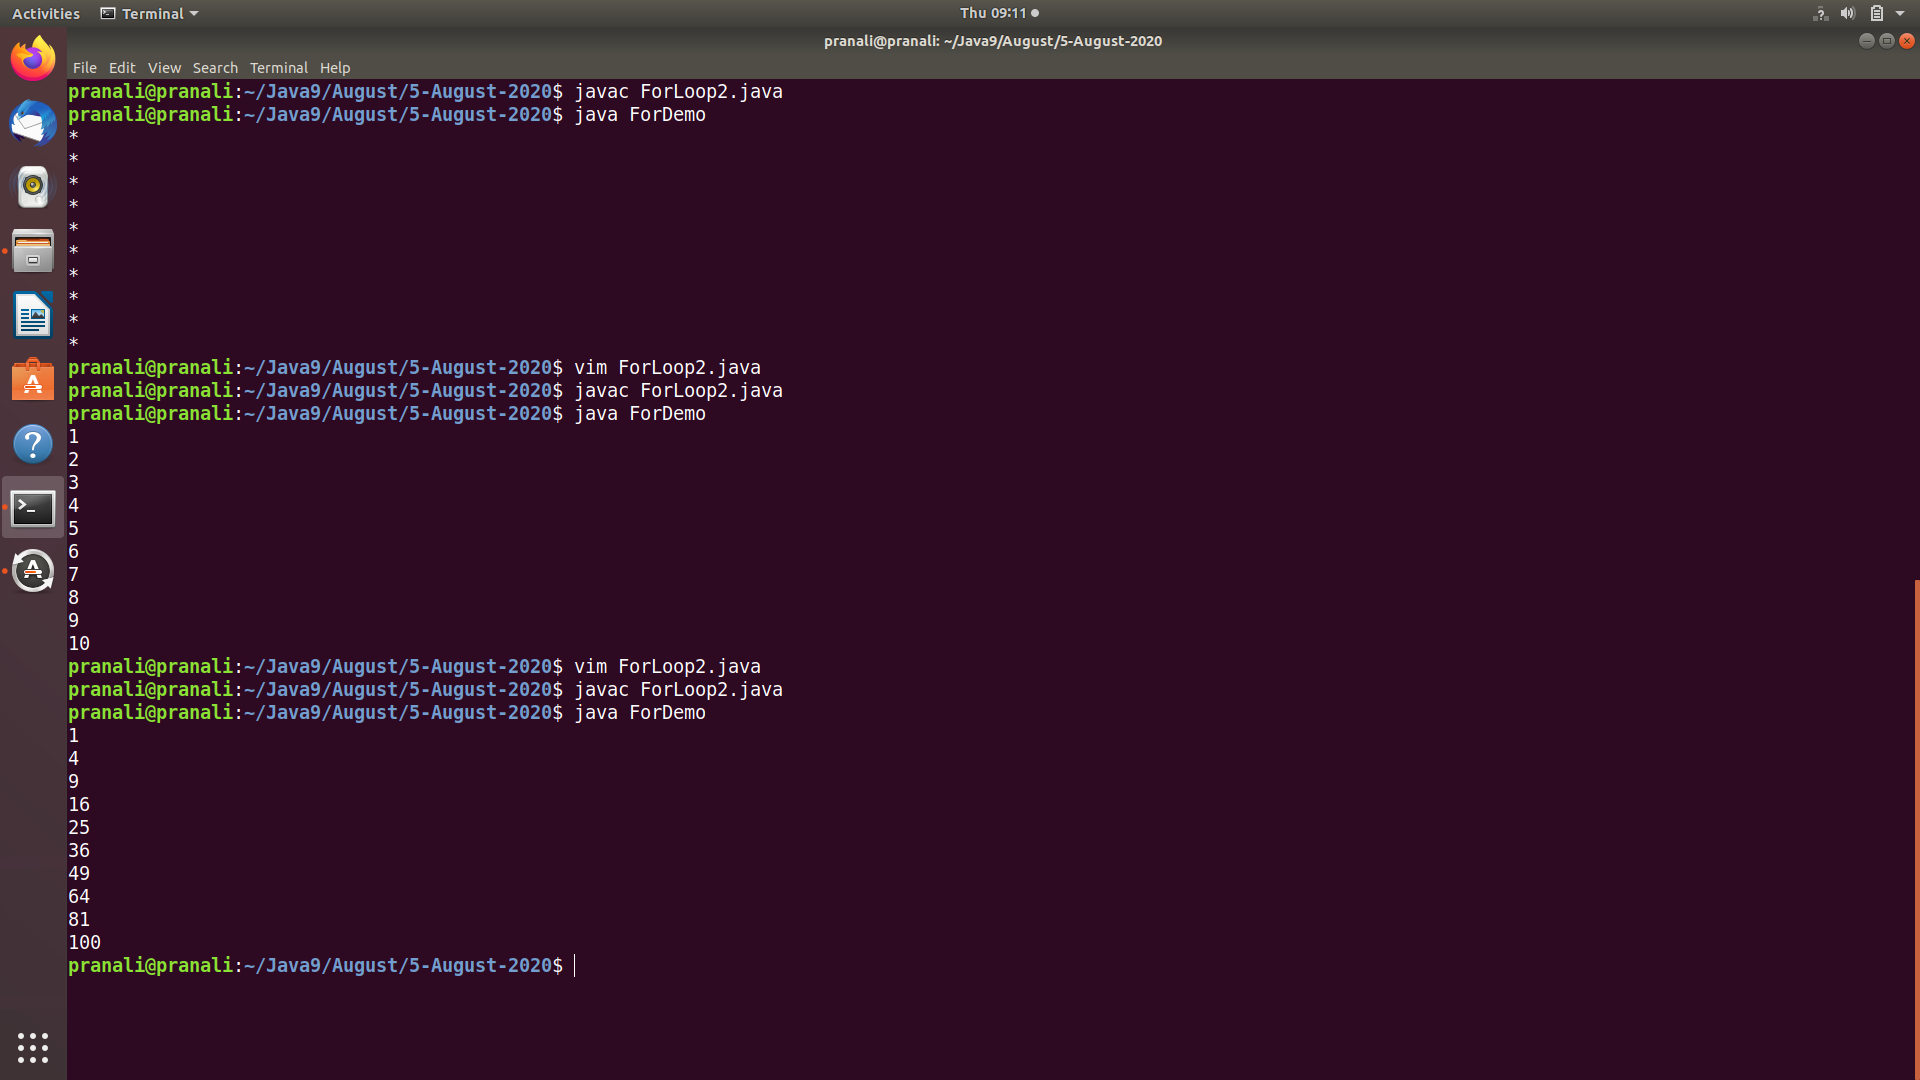 Activities Terminal Thu 09:11
pranali@pranali: ~/Java9/August/5-August-2020
File Edit View Search Terminal Help
pranali@pranali:~/Java9/August/5-August-2020$ javac ForLoop2.java
pranali@pranali:~/Java9/August/5-August-2020$ java ForDemo
*
*
*
*
*
*
*
*
*
*
pranali@pranali:~/Java9/August/5-August-2020$ vim ForLoop2.java
pranali@pranali:~/Java9/August/5-August-2020$ javac ForLoop2.java
pranali@pranali:~/Java9/August/5-August-2020$ java ForDemo
1
2
3
4
5
6
7
8
9
10
pranali@pranali:~/Java9/August/5-August-2020$ vim ForLoop2.java
pranali@pranali:~/Java9/August/5-August-2020$ javac ForLoop2.java
pranali@pranali:~/Java9/August/5-August-2020$ java ForDemo
1
4
9
16
25
36
49
64
81
100
pranali@pranali:~/Java9/August/5-August-2020$